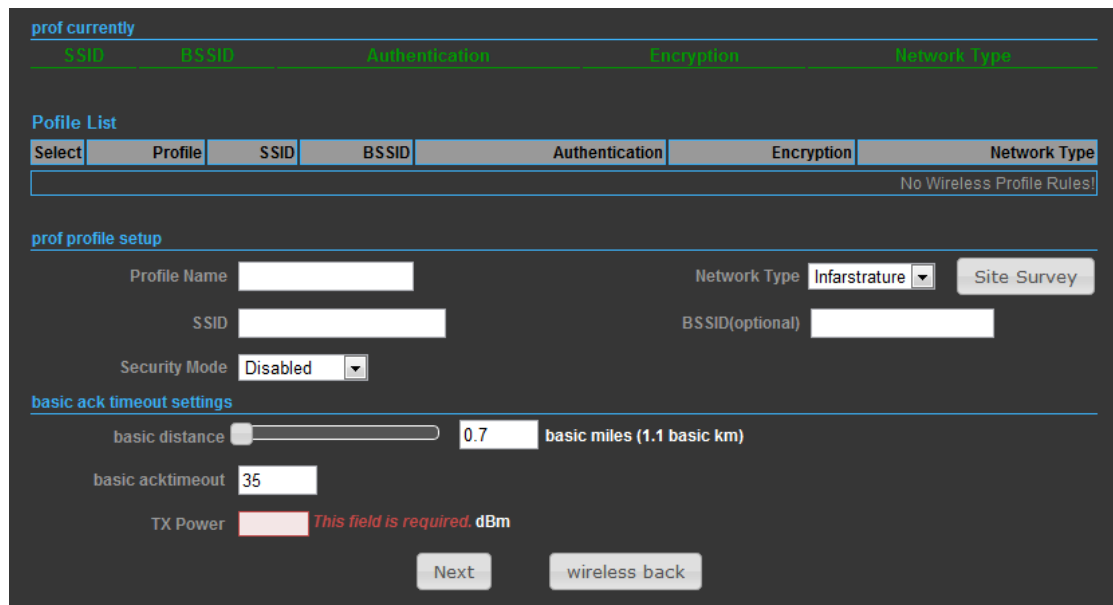 prof currently
SSID BSSID Authentication Encryption Network Type
Pofile List
Select Profile SSID BSSID Authentication Encryption Network Type
No Wireless Profile Rules!
prof profile setup
Profile Name Network Type Infarstrature Site Survey
SSID BSSID(optional)
Security Mode Disabled
basic ack timeout settings
basic distance 0.7 basic miles (1.1 basic km)
basic acktimeout 35
TX Power This field is required. dBm
Next wireless back